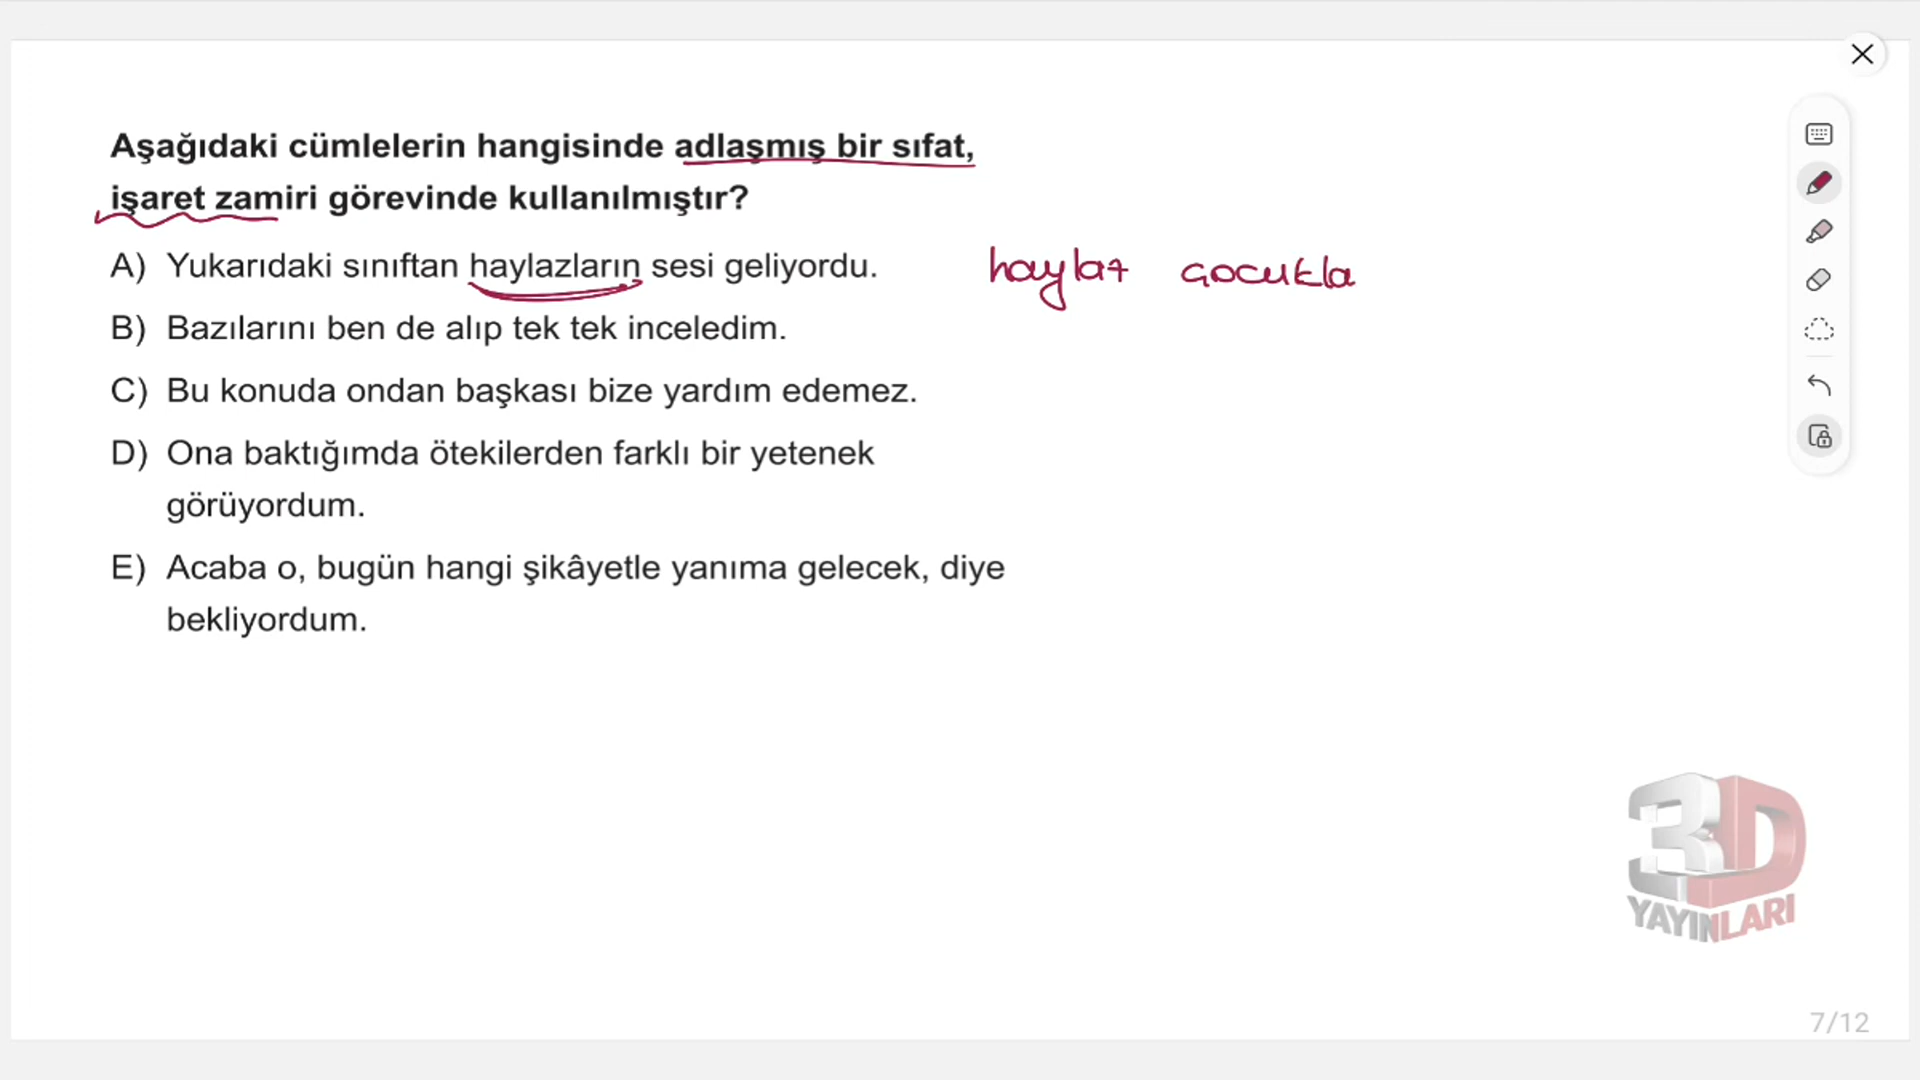 Aşağıdaki cümlelerin hangisinde adlaşmış bir sıfat,
işaret zamiri görevinde kullanılmıştır?
A) Yukarıdaki sınıftan haylazların sesi geliyordu.
haylaz çocukla
B) Bazılarını ben de alıp tek tek inceledim.
C) Bu konuda ondan başkası bize yardım edemez.
D) Ona baktığımda ötekilerden farklı bir yetenek
görüyordum.
E) Acaba o, bugün hangi şikâyetle yanıma gelecek, diye
bekliyordum.
3D
YAYINLARI
7/12